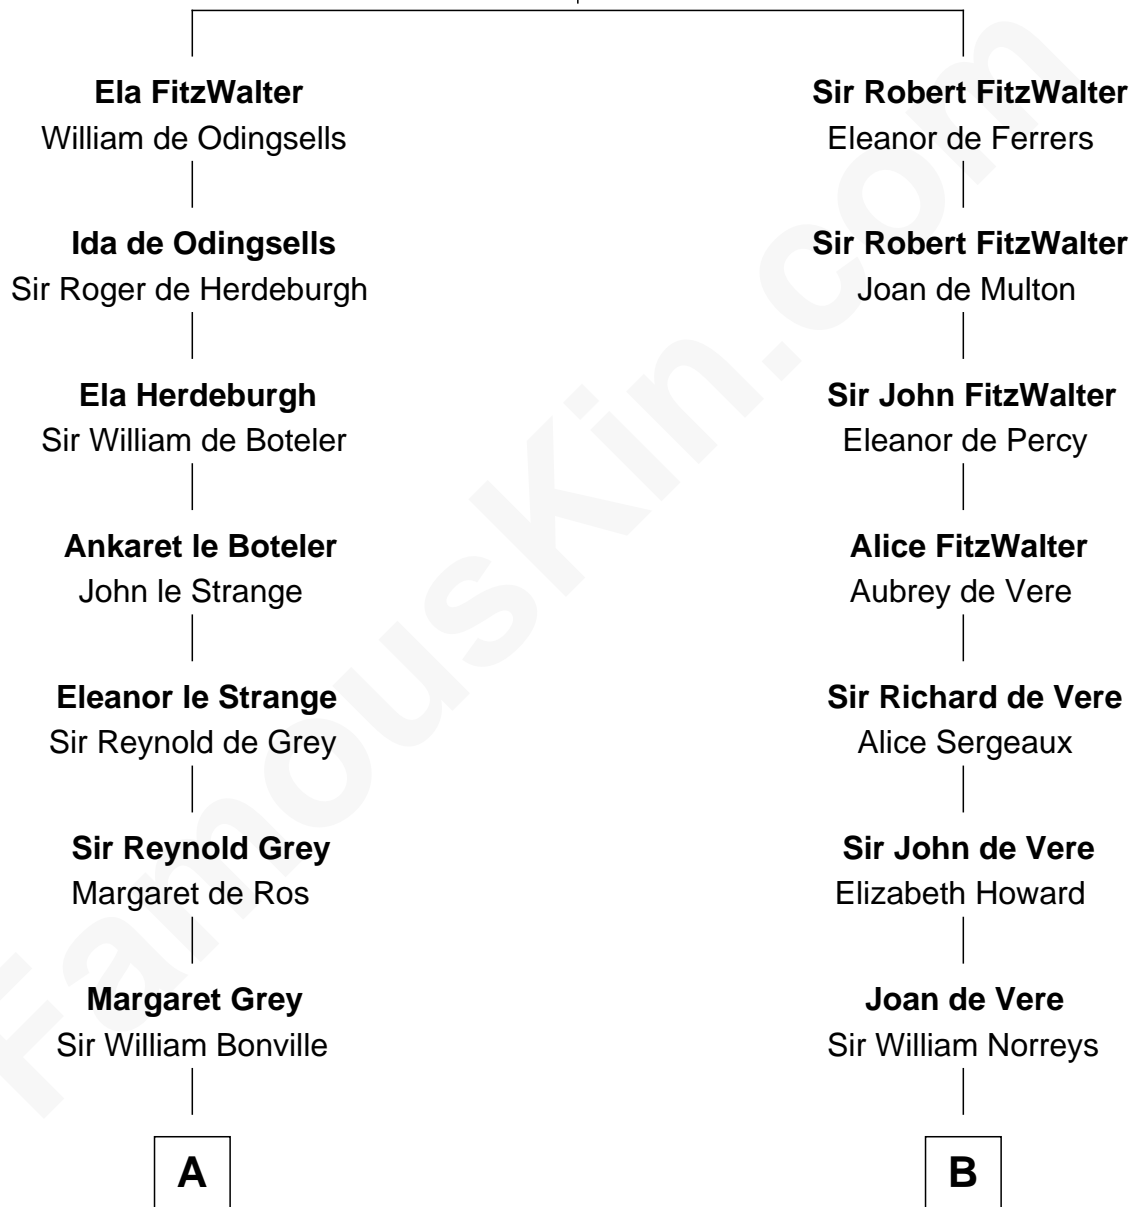 Ela FitzWalter
William de Odingsells
Ida de Odingsells
Sir Roger de Herdeburgh
Ela Herdeburgh
Sir William de Boteler
Ankaret le Boteler
John le Strange
Eleanor le Strange
Sir Reynold de Grey
Sir Reynold Grey
Margaret de Ros
Margaret Grey
Sir William Bonville
A
Sir Robert FitzWalter
Eleanor de Ferrers
Sir Robert FitzWalter
Joan de Multon
Sir John FitzWalter
Eleanor de Percy
Alice FitzWalter
Aubrey de Vere
Sir Richard de Vere
Alice Sergeaux
Sir John de Vere
Elizabeth Howard
Joan de Vere
Sir William Norreys
B
FamousKin.com